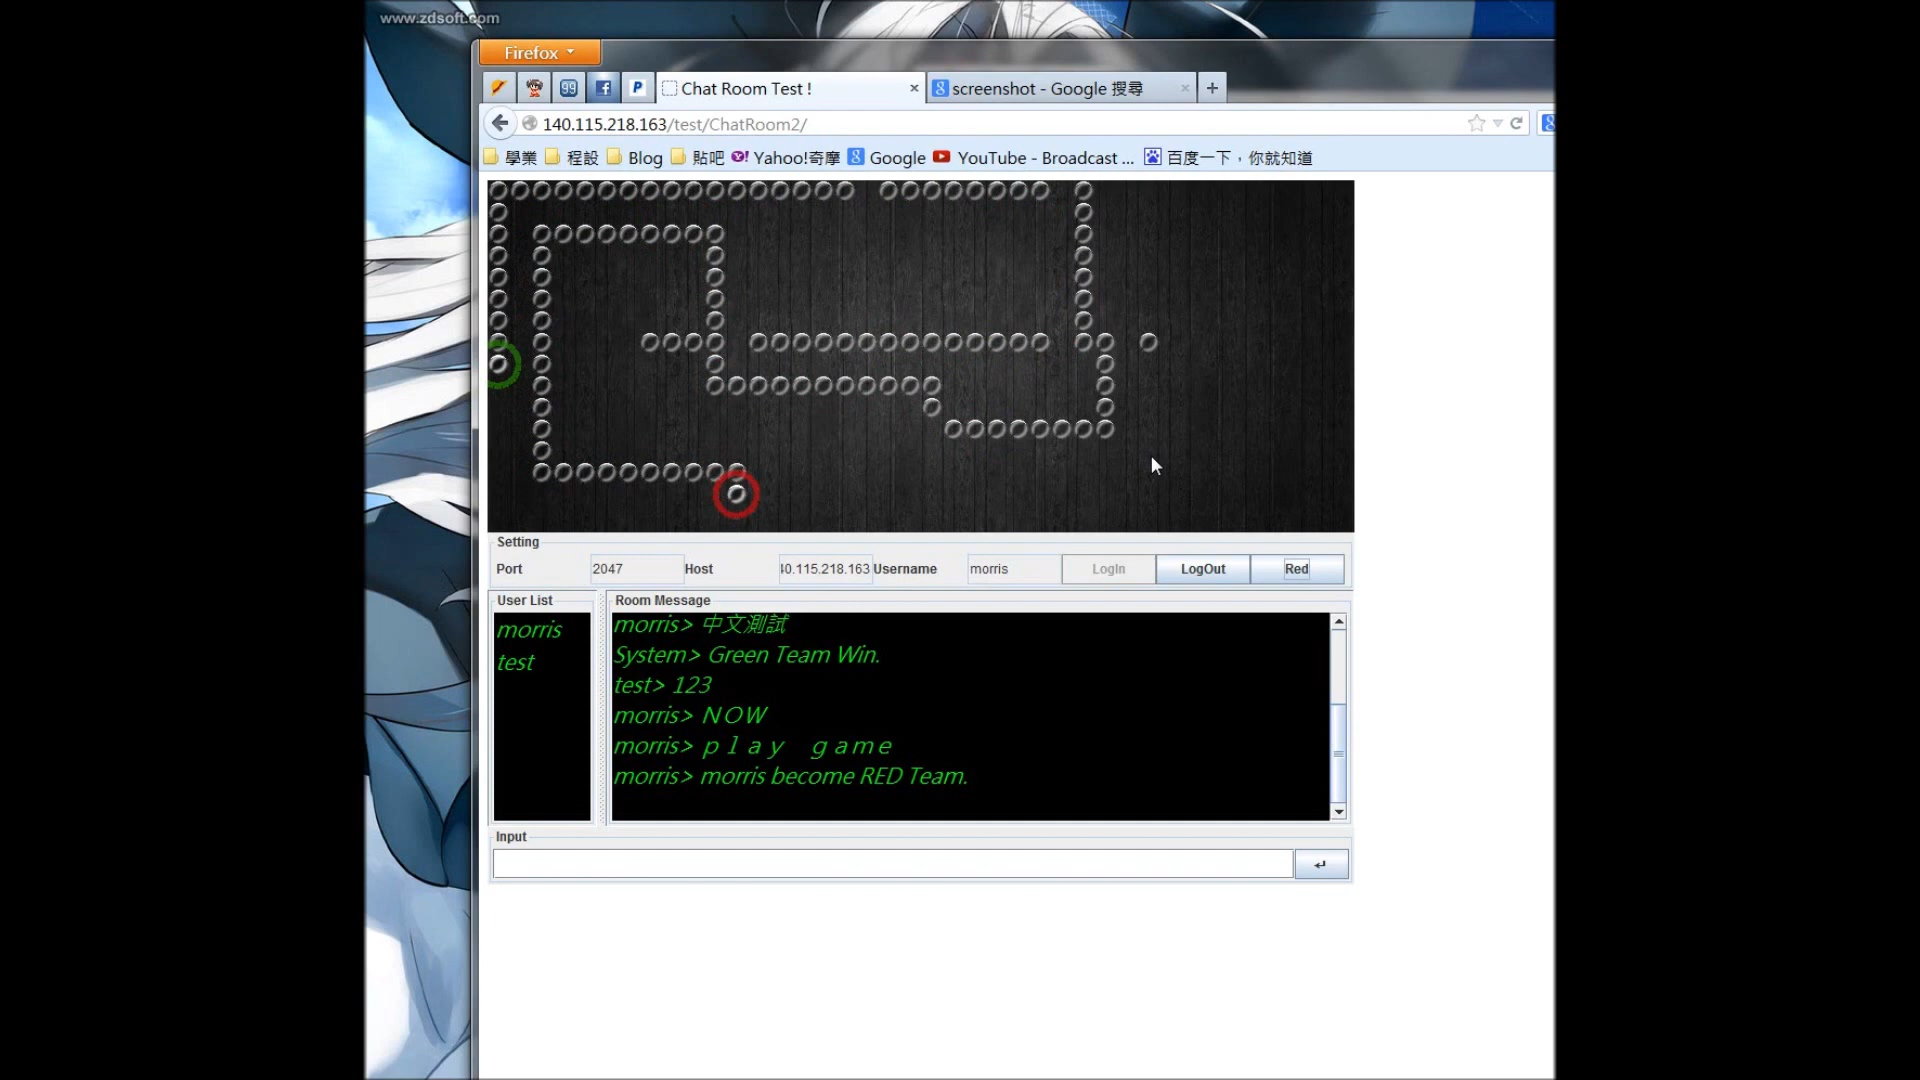 www.zdsoft.com
Firefox
99
f
P
Chat Room Test !
screenshot - Google 搜尋
140.115.218.163/test/ChatRoom2/
學業 程設 Blog 貼吧 Yahoo!奇摩 Google YouTube - Broadcast ... 百度一下，你就知道
Setting
Port 2047 Host 40.115.218.163 Username morris LogIn LogOut Red
User List
morris
test
Room Message
morris> 中文測試
System> Green Team Win.
test> 123
morris> ＮＯＷ
morris> ｐｌａｙ　ｇａｍｅ
morris> morris become RED Team.
Input